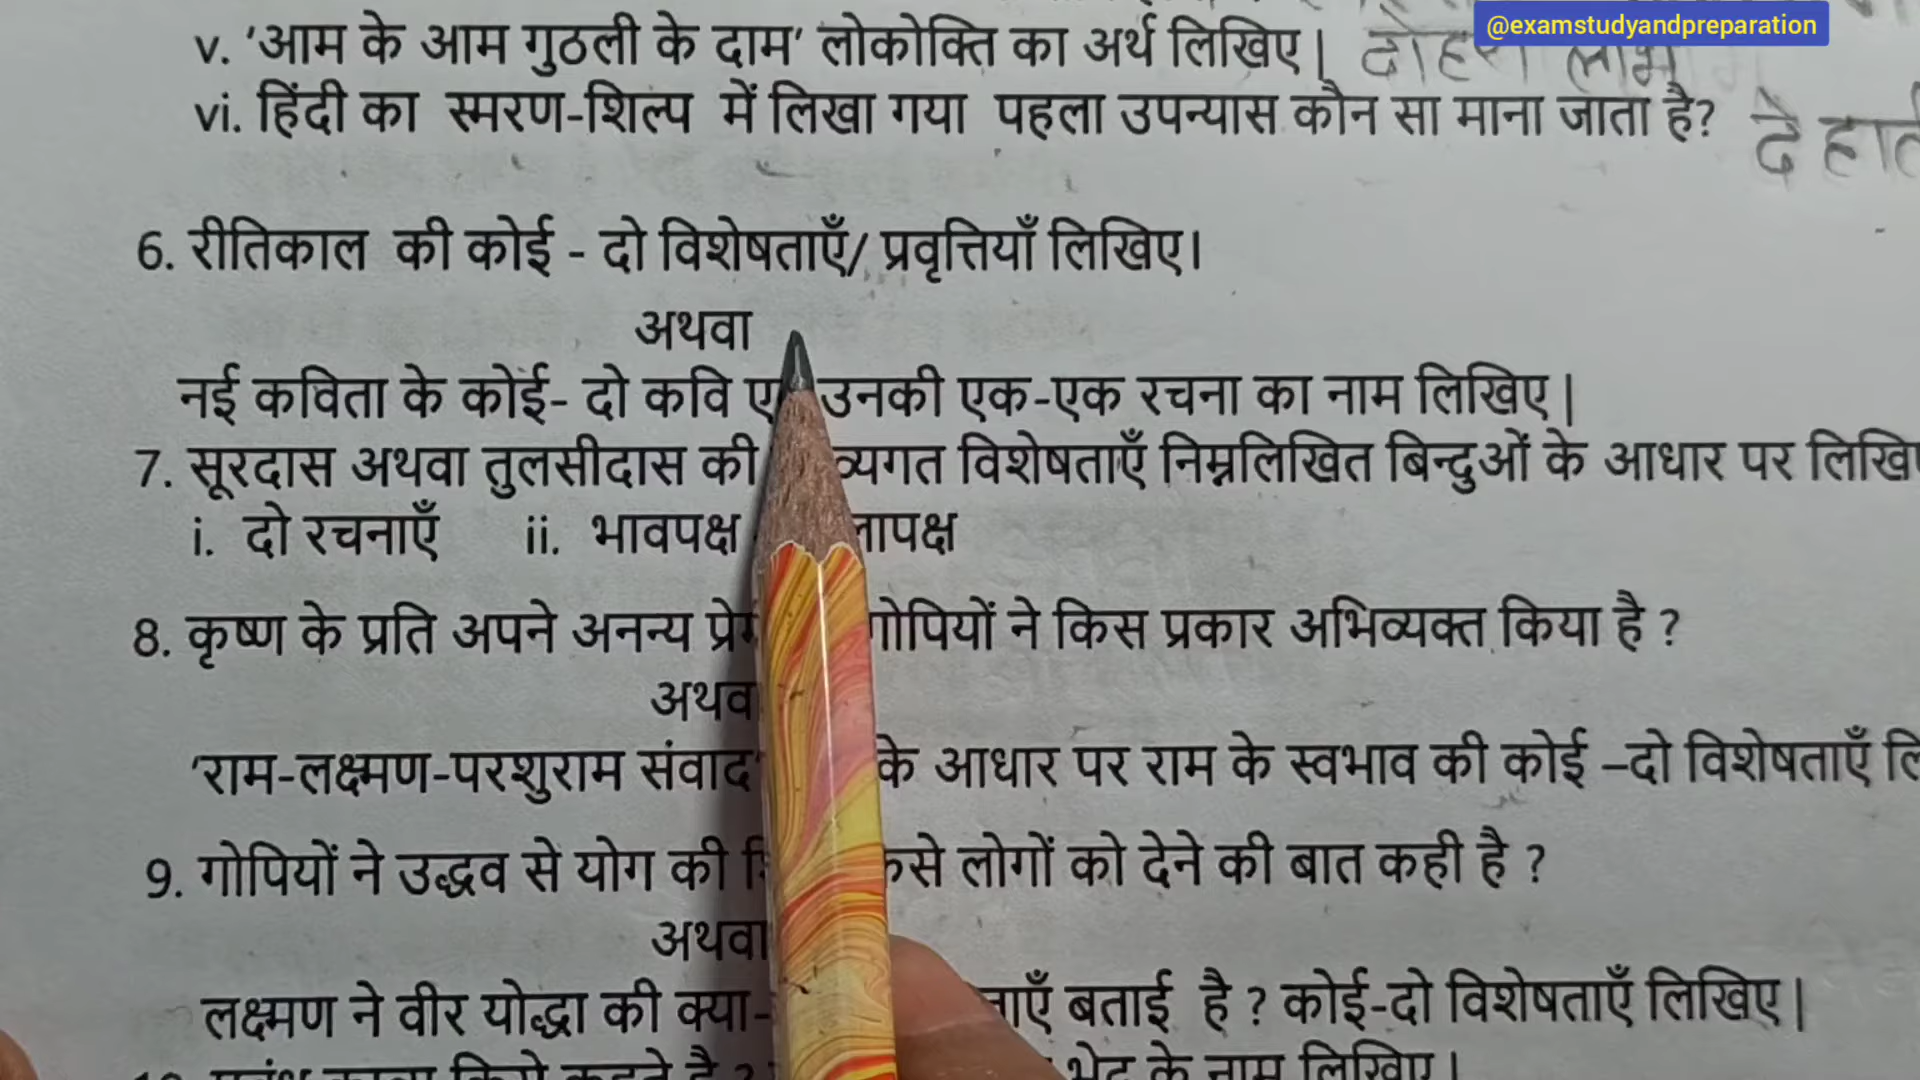 @examstudyandpreparation
v. 'आम के आम गुठली के दाम' लोकोक्ति का अर्थ लिखिए| दोहरा लाभ
vi. हिंदी का स्मरण-शिल्प में लिखा गया पहला उपन्यास कौन सा माना जाता है?
6. रीतिकाल की कोई - दो विशेषताएँ/ प्रवृत्तियाँ लिखिए।
अथवा
नई कविता के कोई- दो कवि उनकी एक-एक रचना का नाम लिखिए|
7. सूरदास अथवा तुलसीदास की विशेषताएँ निम्नलिखित बिन्दुओं के आधार पर
i. दो रचनाएँ ii. भावपक्ष
8. कृष्ण के प्रति अपने अनन्य गोपियों ने किस प्रकार अभिव्यक्त किया है ?
अथवा
'राम-लक्ष्मण-परशुराम संवाद' के आधार पर राम के स्वभाव की कोई –दो विशेषताएँ
9. गोपियों ने उद्धव से योग की लोगों को देने की बात कही है ?
अथवा
लक्ष्मण ने वीर योद्धा की क्या- बताई है ? कोई-दो विशेषताएँ लिखिए|
भेद के नाम लिखिए|